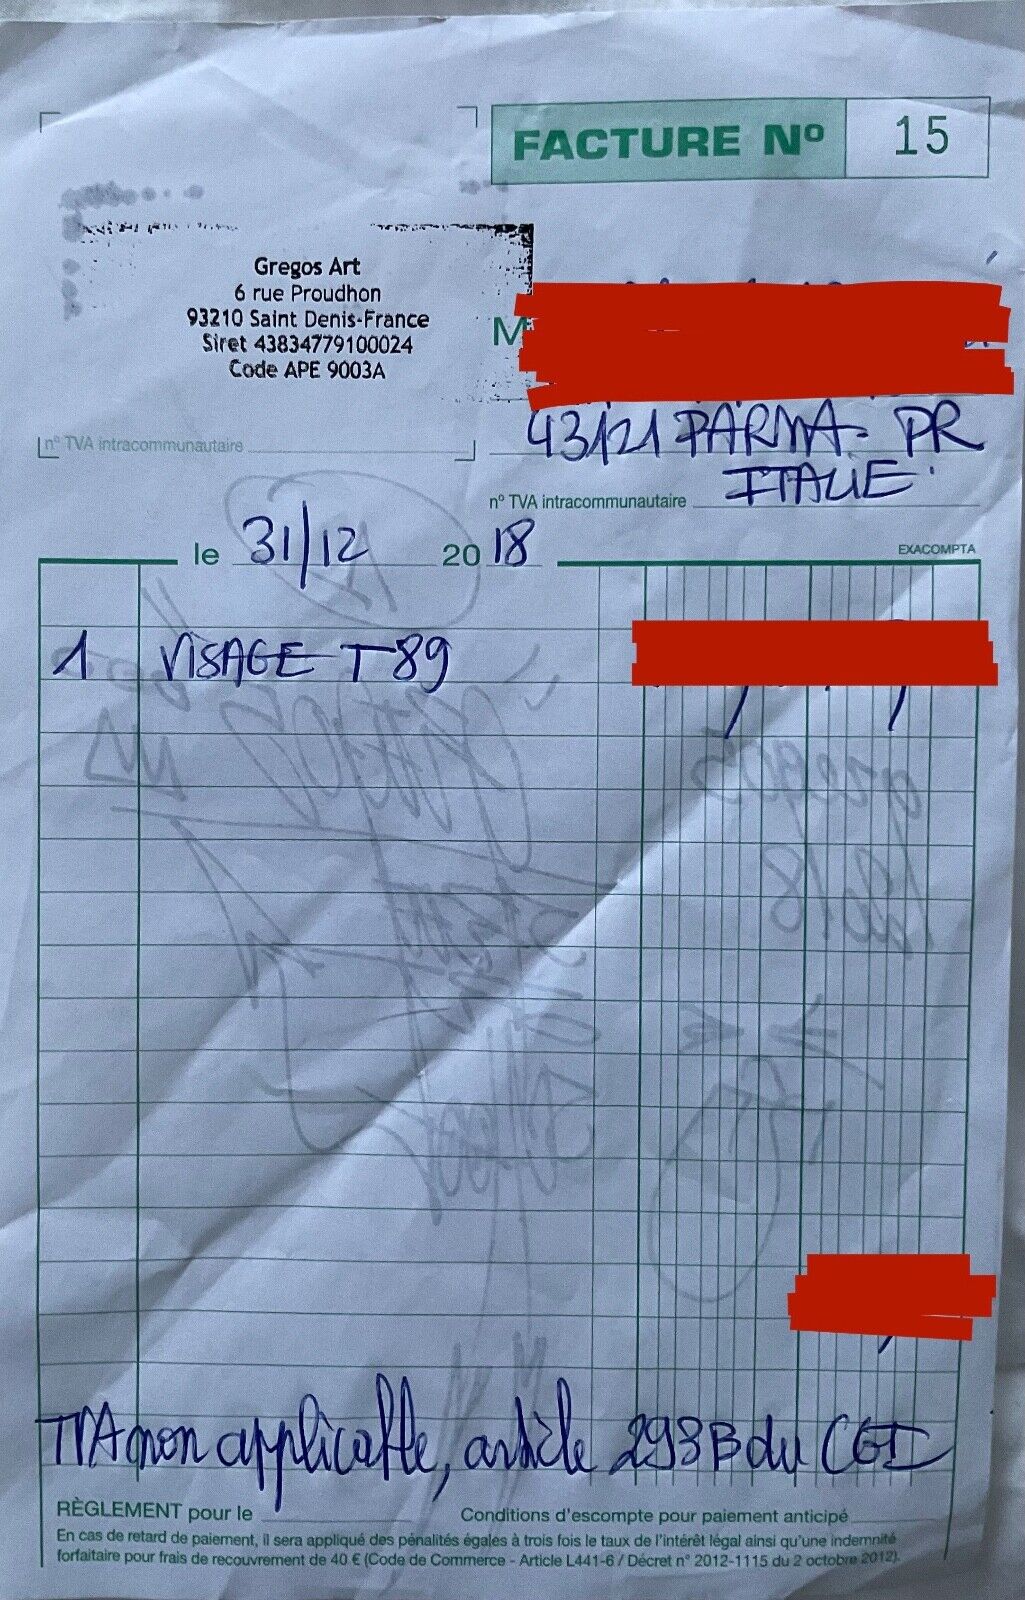 FACTURE Nº 15
Gregos Art
6 rue Proudhon
93210 Saint Denis-France
Siret 43834779100024
Code APE 9003A
M
43121 PARMA. PR
ITALIE
nº TVA intracommunautaire
nº TVA intracommunautaire
le 31/12 2018
EXACOMPTA
1 VISAGE T89
TVA non applicable, article 293B du CGI
RÈGLEMENT pour le
Conditions d'escompte pour paiement anticipé
En cas de retard de paiement, il sera appliqué des pénalités égales à trois fois le taux de l'intérêt légal ainsi qu'une indemnité
forfaitaire pour frais de recouvrement de 40 € (Code de Commerce - Article L441-6 / Décret n° 2012-1115 du 2 octobre 2012).